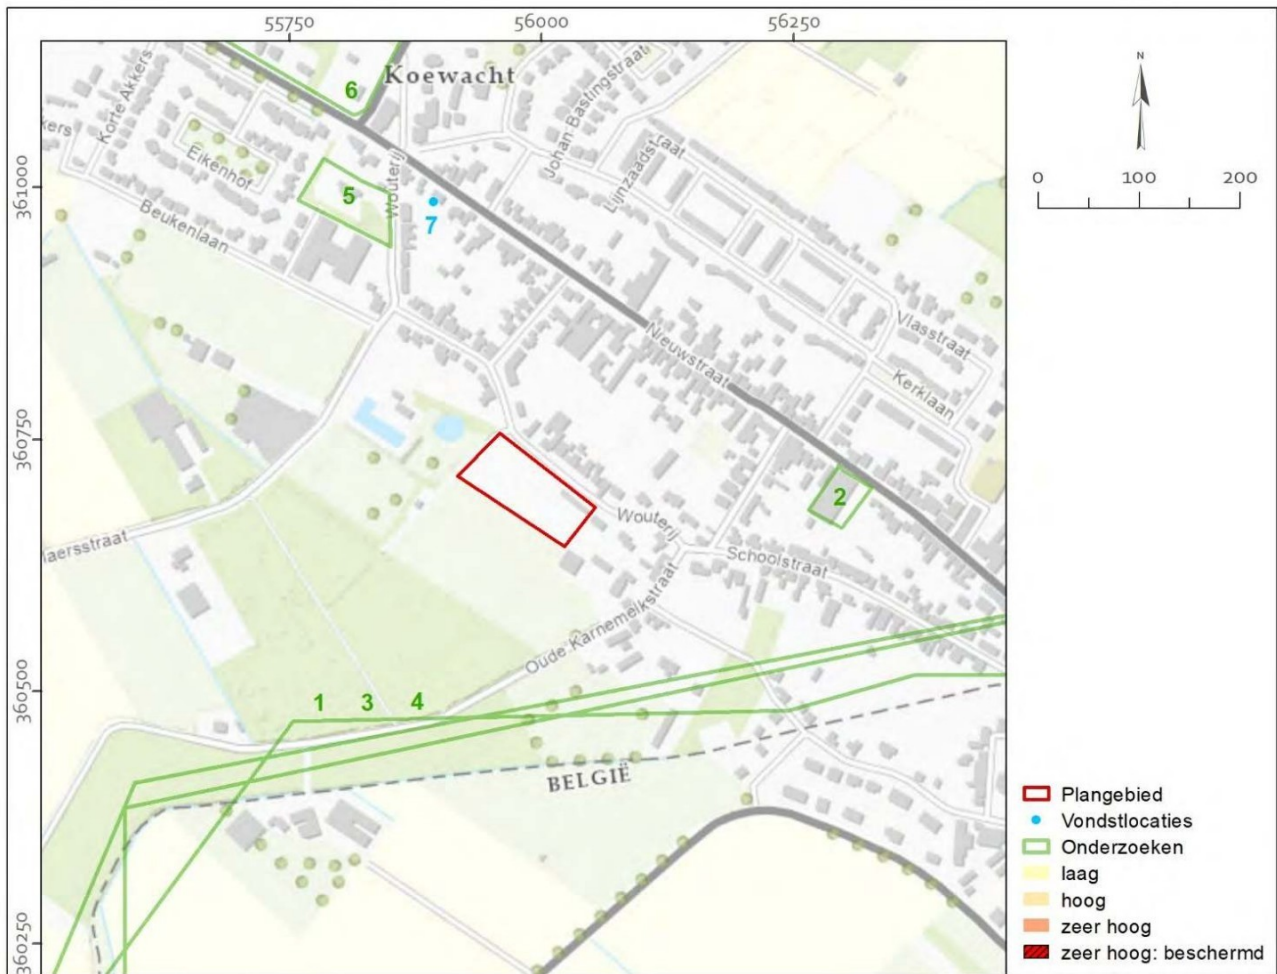 55750
56000
56250
361000
360750
360500
360250
N
0
100
200
Koewacht
6
Korte Akkers
kkers
Eikenhof
Beukenlaan
5
Wouterij
7
Johan Bastingstraat
Lijnzaadstraat
Vlasstraat
Kerklaan
Nieuwstraat
2
laersstraat
Wouterij
Schoolstraat
Oude Karnemelkstraat
1
3
4
BELGIË
Plangebied
Vondstlocaties
Onderzoeken
laag
hoog
zeer hoog
zeer hoog: beschermd